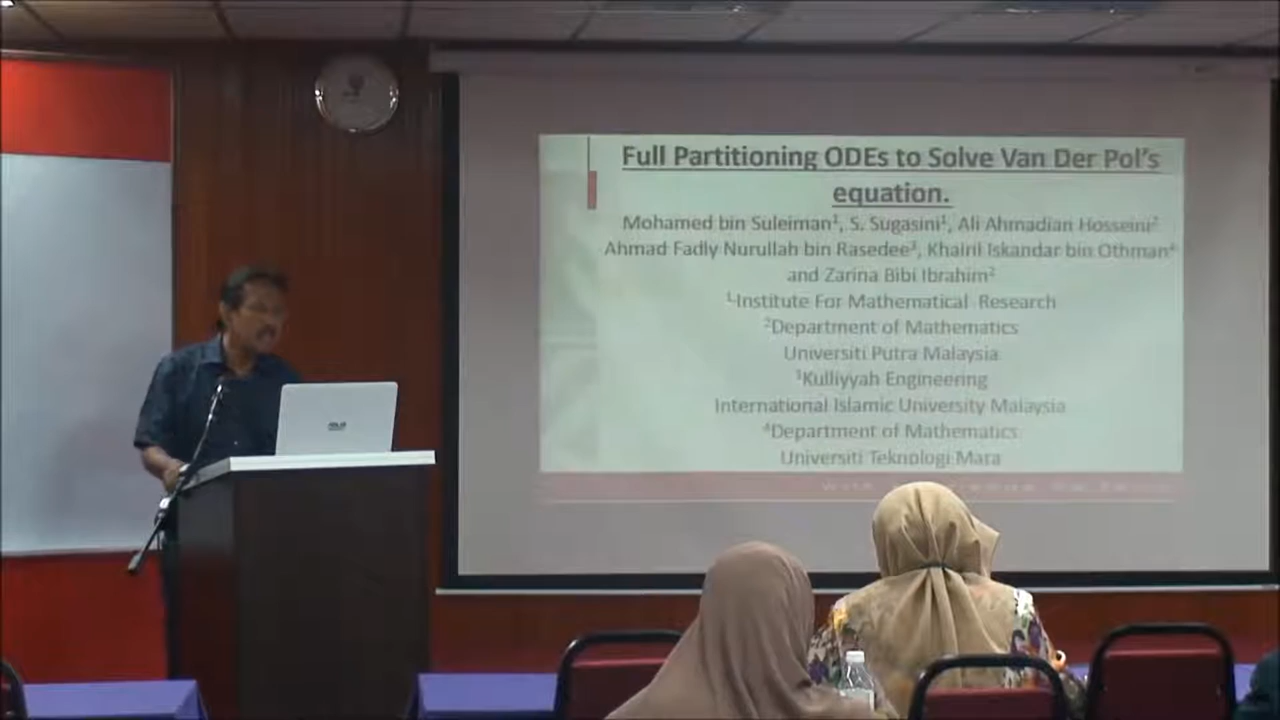 Full Partitioning ODEs to Solve Van Der Pol's
equation.
Mohamed bin Suleiman¹, S. Sugasini¹, Ali Ahmadian Hosseini²
Ahmad Fadly Nurullah bin Rasedee³, Khairil Iskandar bin Othman⁴
and Zarina Bibi Ibrahim²
¹Institute For Mathematical Research
²Department of Mathematics
Universiti Putra Malaysia
³Kulliyyah Engineering
International Islamic University Malaysia
⁴Department of Mathematics
Universiti Teknologi Mara